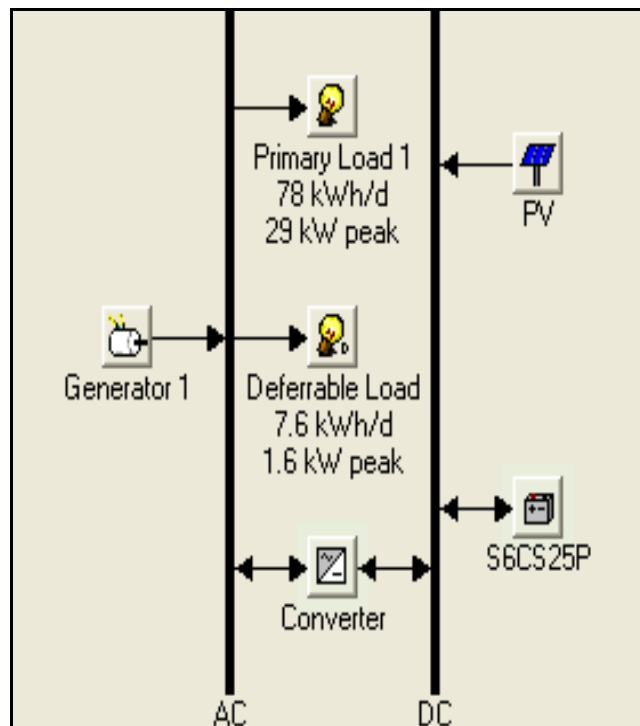 Primary Load 1
78 kWh/d
29 kW peak
PV
Generator 1
Deferrable Load
7.6 kWh/d
1.6 kW peak
S6CS25P
Converter
AC
DC